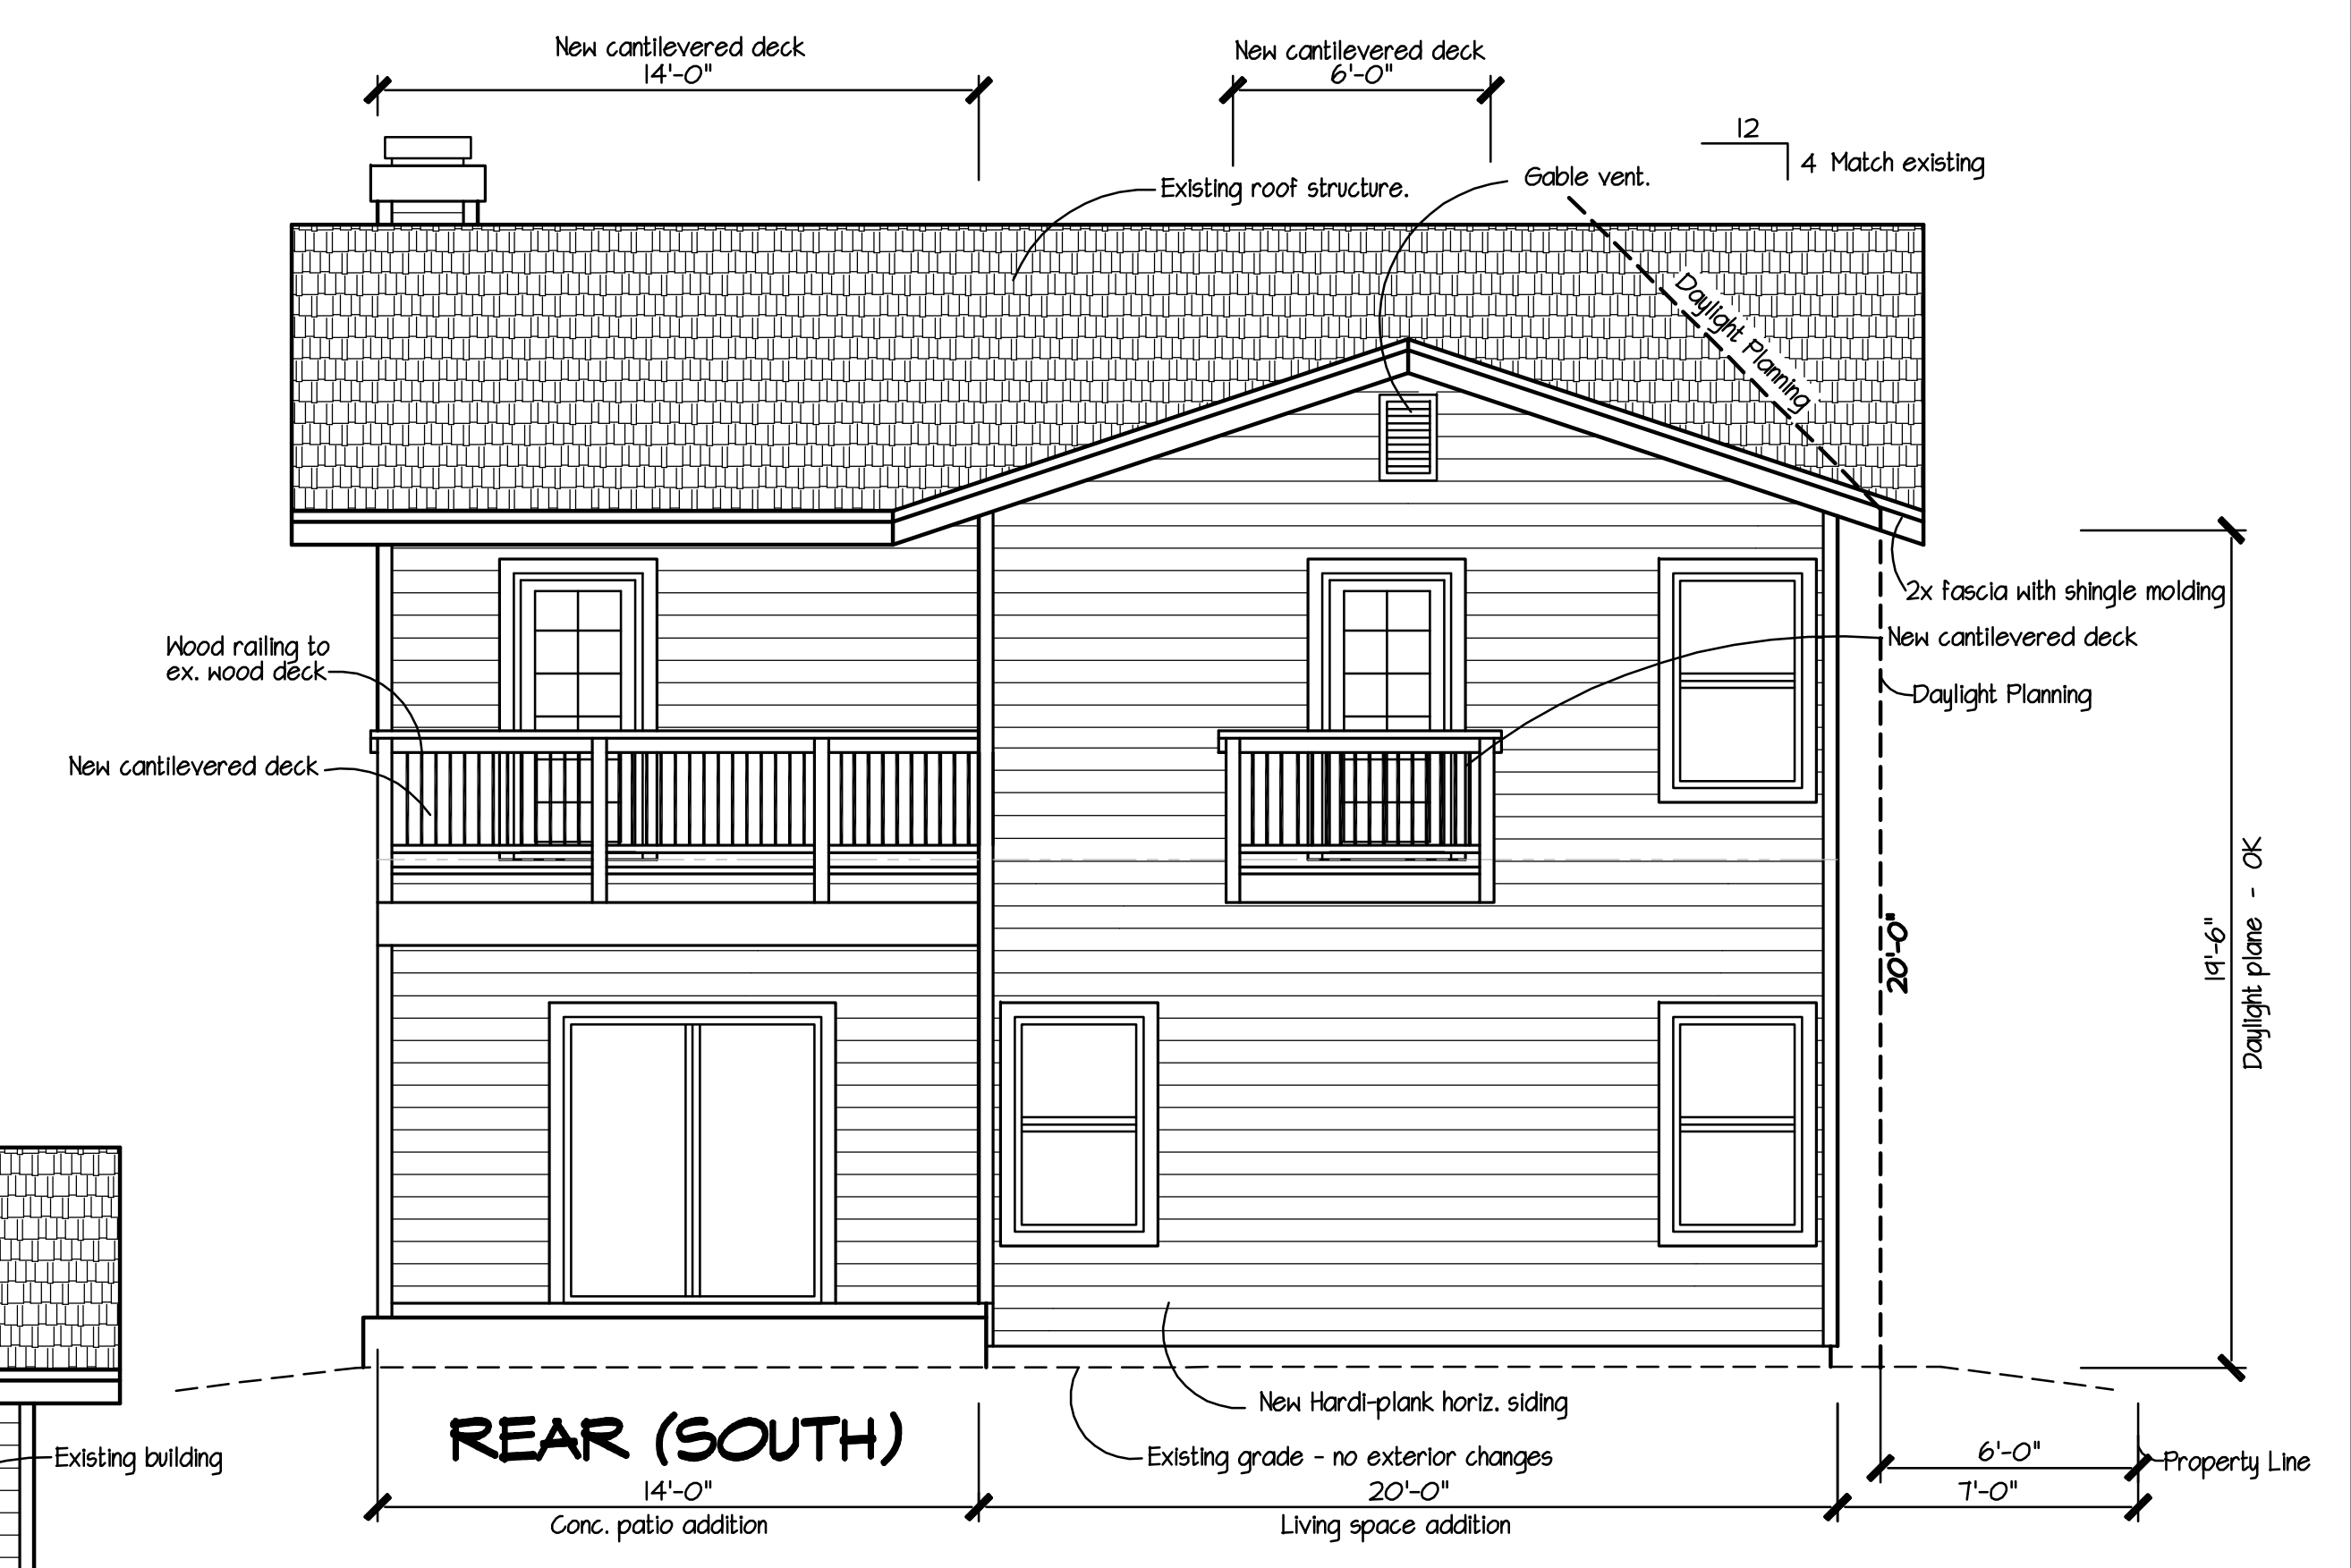 New cantilevered deck
14'-0"
New cantilevered deck
6'-0"
12
4 Match existing
Existing roof structure.
Gable vent.
Daylight Planning
2x fascia with shingle molding
New cantilevered deck
Daylight Planning
Wood railing to
ex. wood deck
New cantilevered deck
20'-0"
19'-6"
Daylight plane - OK
New Hardi-plank horiz. siding
REAR (SOUTH)
Existing grade - no exterior changes
Existing building
6'-0"
Property Line
14'-0"
20'-0"
7'-0"
Conc. patio addition
Living space addition